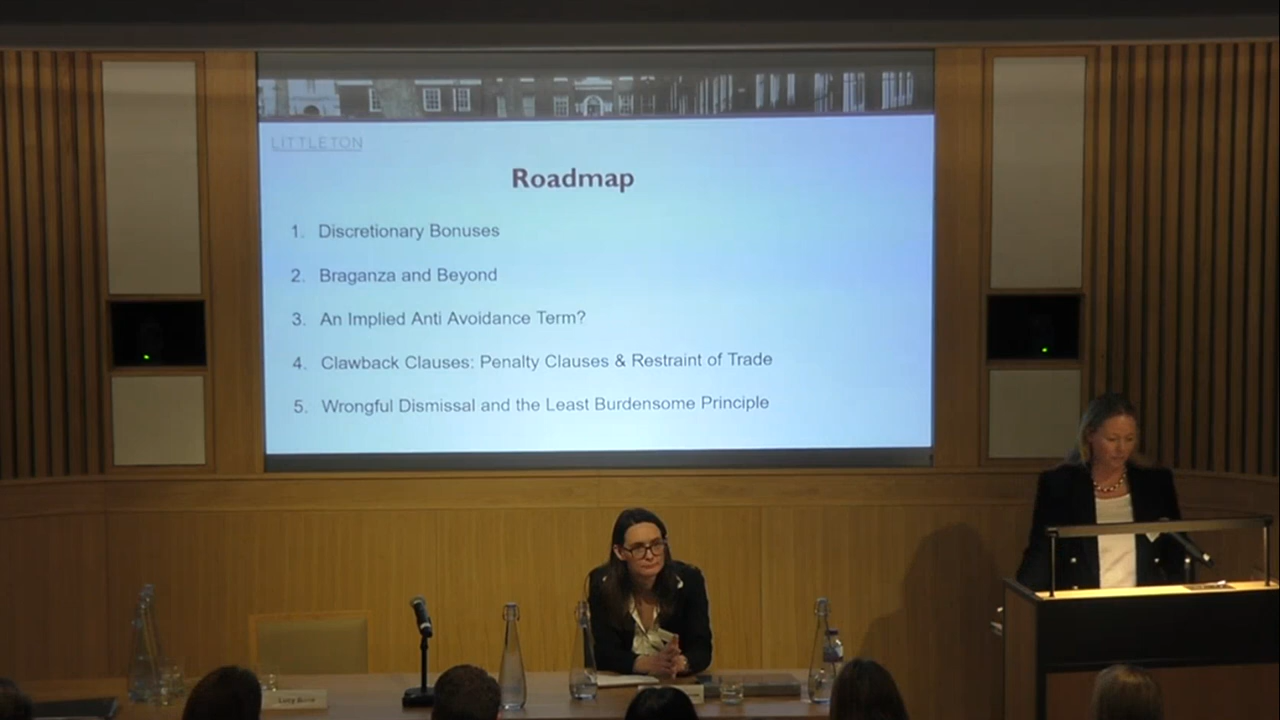 LITTLETON
Roadmap
1. Discretionary Bonuses
2. Braganza and Beyond
3. An Implied Anti Avoidance Term?
4. Clawback Clauses: Penalty Clauses & Restraint of Trade
5. Wrongful Dismissal and the Least Burdensome Principle